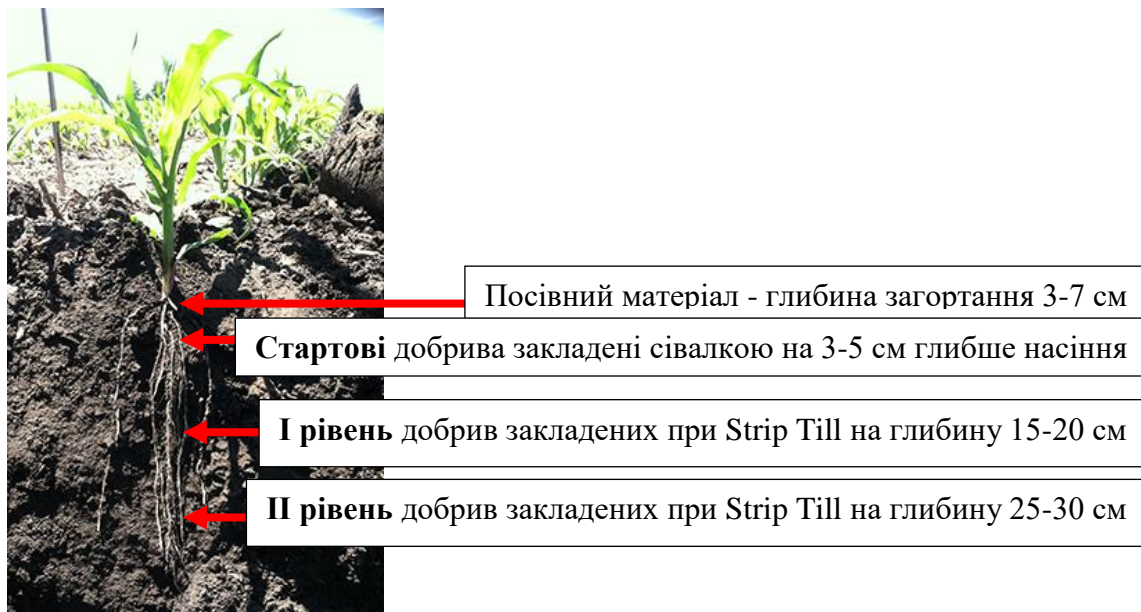 Посівний матеріал - глибина загортання 3-7 см
Стартові добрива закладені сівалкою на 3-5 см глибше насіння
І рівень добрив закладених при Strip Till на глибину 15-20 см
ІІ рівень добрив закладених при Strip Till на глибину 25-30 см